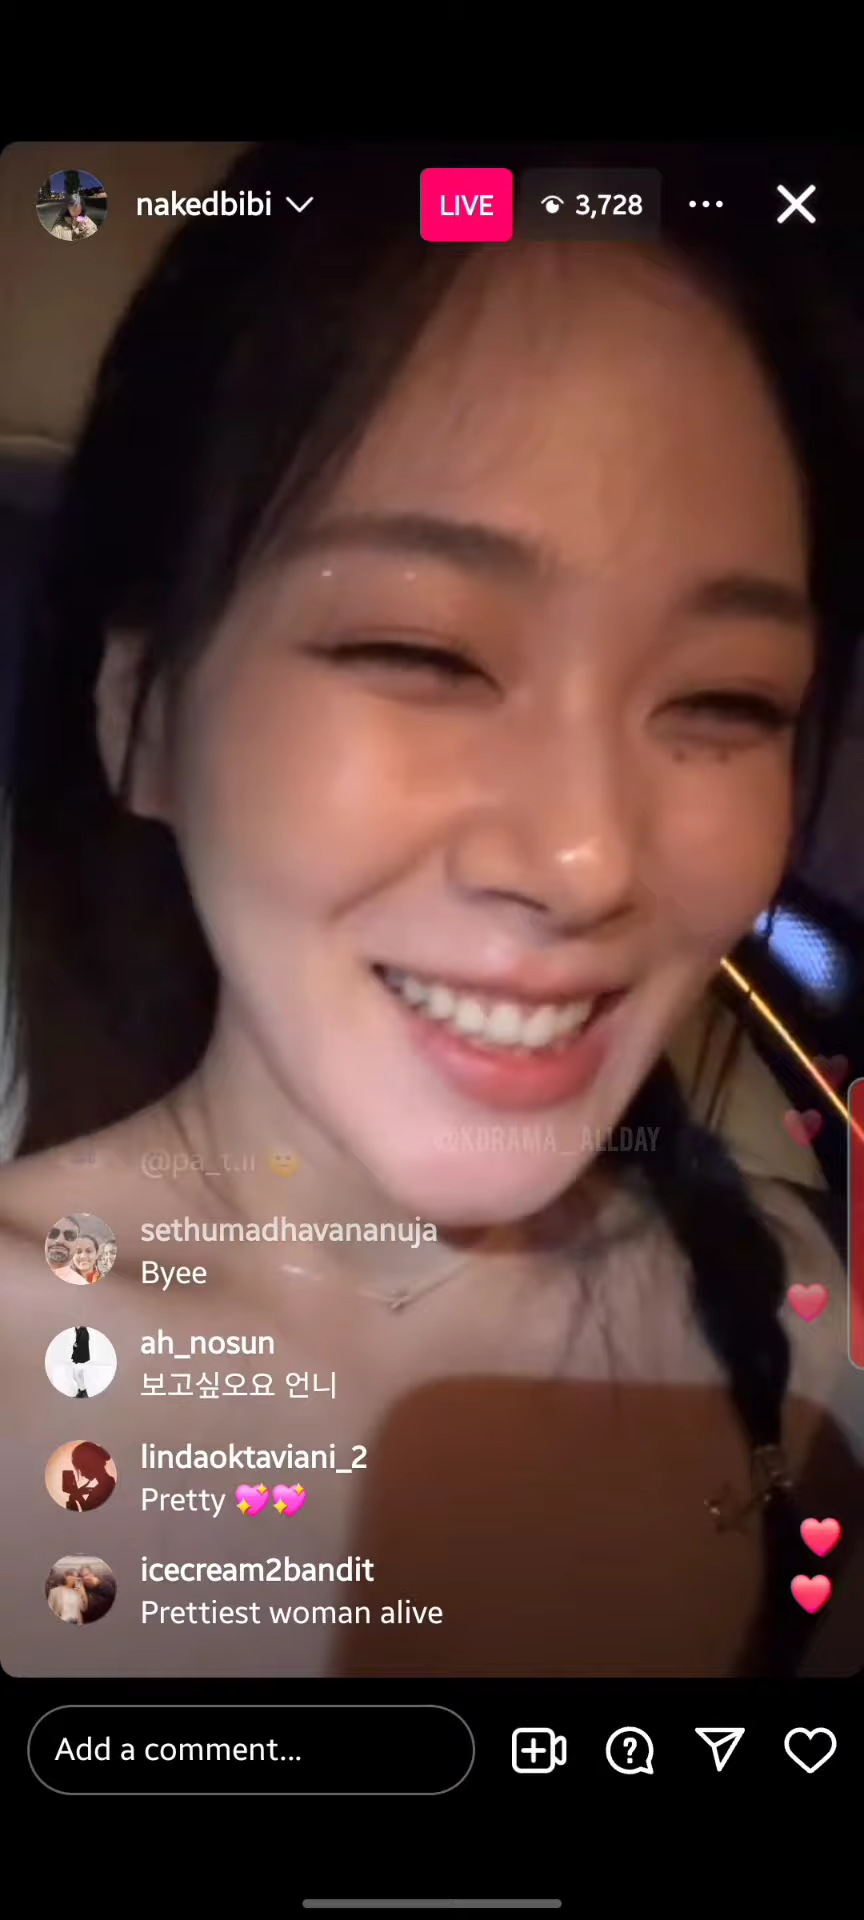 nakedbibi
LIVE
3,728
@KDRAMA_ALLDAY
sethumadhavananuja
Byee
ah_nosun
보고싶오요 언니
lindaoktaviani_2
Pretty 💖💖
icecream2bandit
Prettiest woman alive
Add a comment...